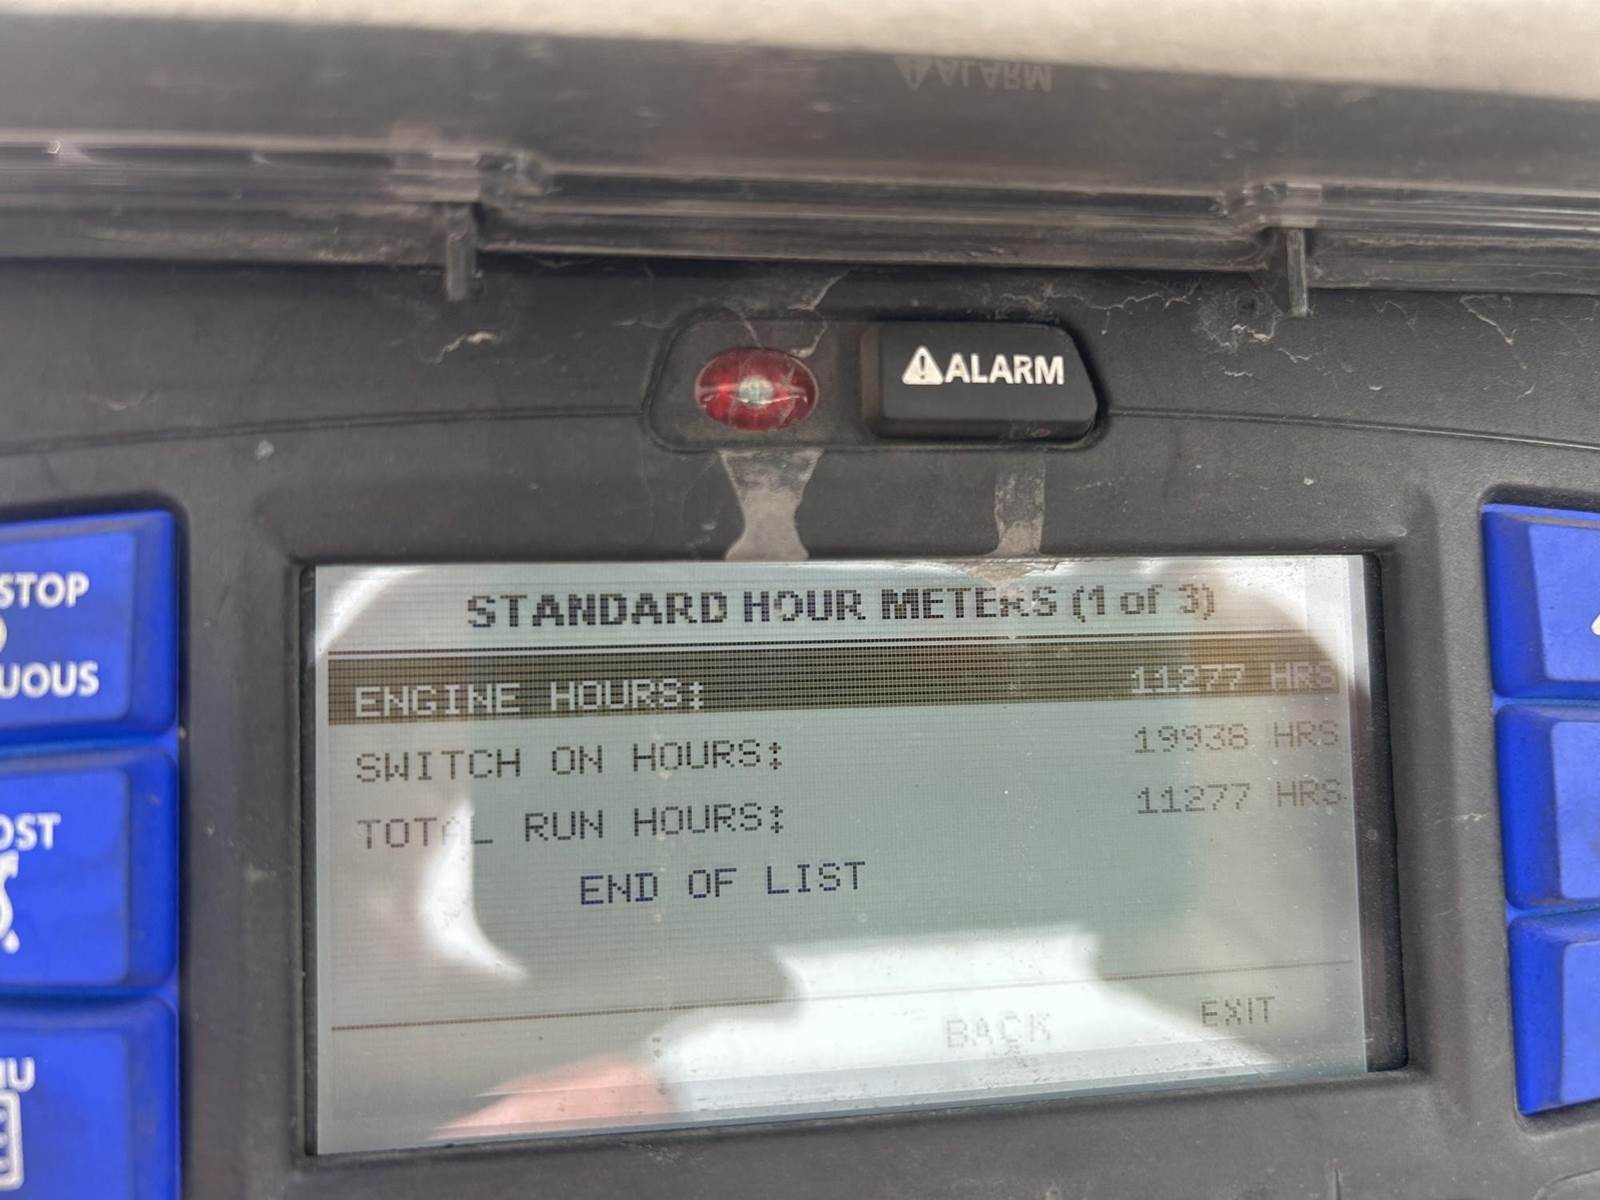 ⚠ALARM
STOP
UOUS
OST
NU
STANDARD HOUR METERS (1 of 3)
ENGINE HOURS: 11277 HRS
SWITCH ON HOURS: 19938 HRS
TOTAL RUN HOURS: 11277 HRS
END OF LIST
BACK EXIT